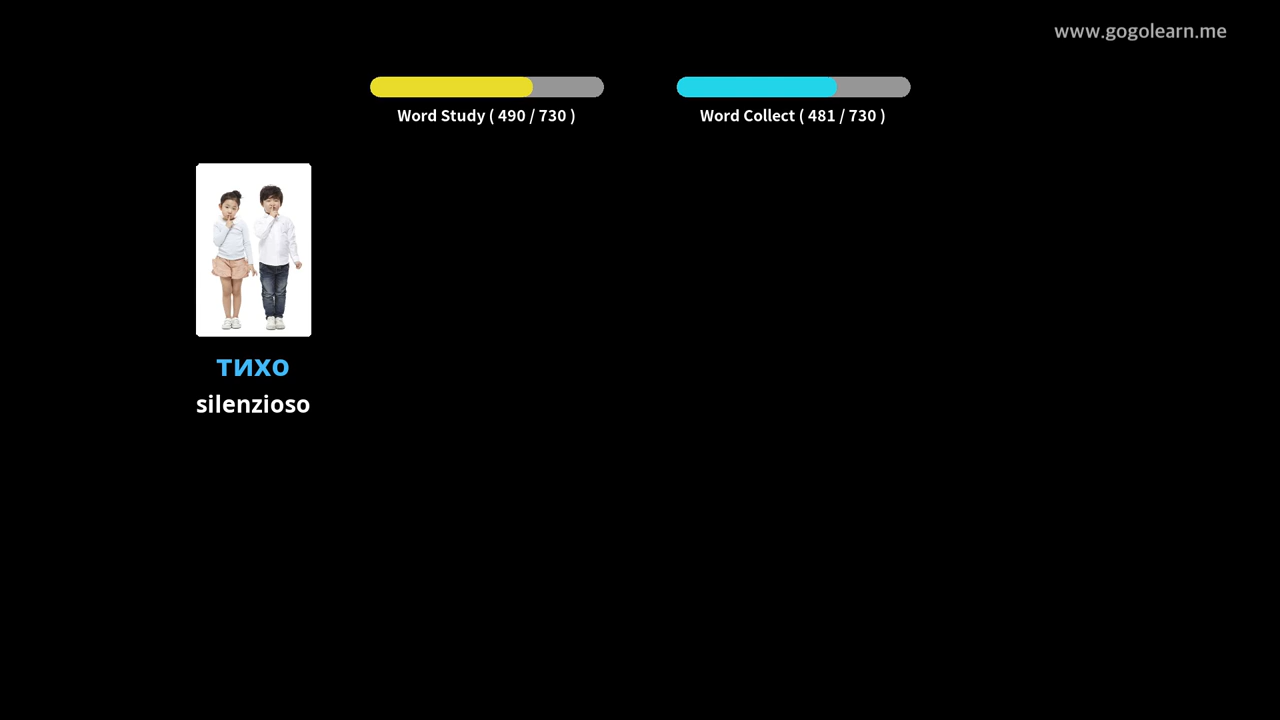 www.gogolearn.me
Word Study ( 490 / 730 )
Word Collect ( 481 / 730 )
тихо
silenzioso